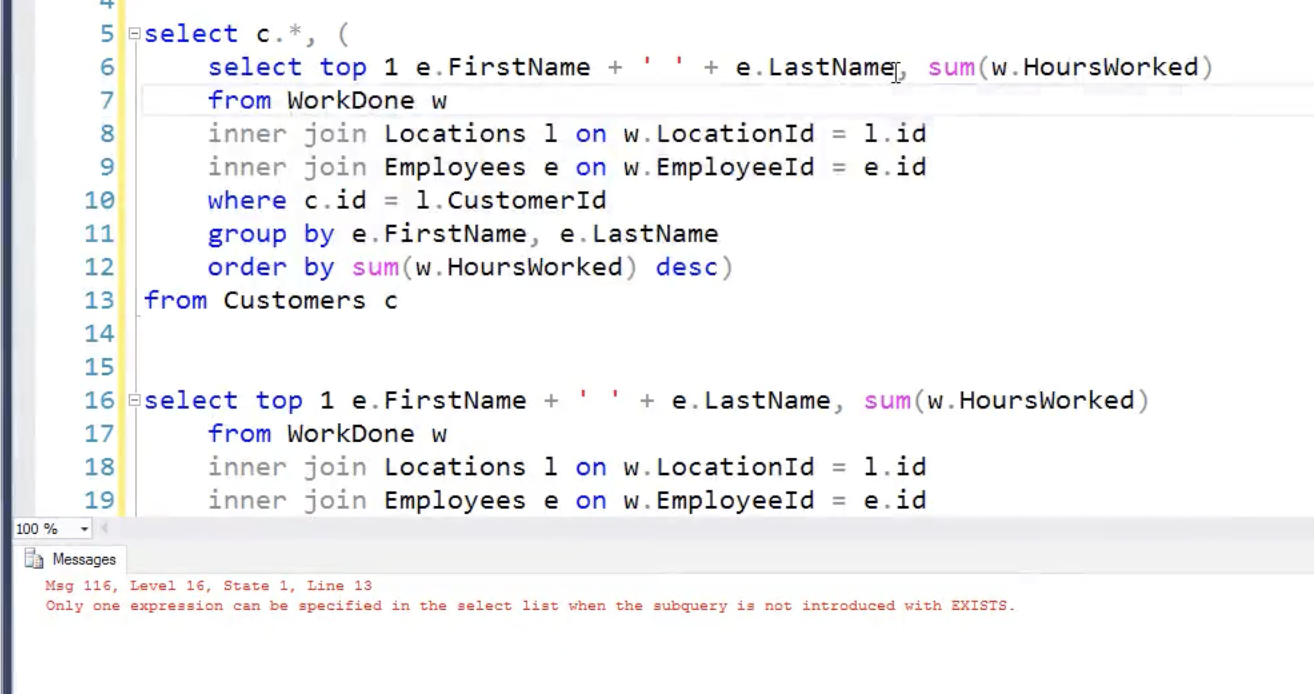 4
5 select c.*, (
6 select top 1 e.FirstName + ' ' + e.LastName, sum(w.HoursWorked)
7 from WorkDone w
8 inner join Locations l on w.LocationId = l.id
9 inner join Employees e on w.EmployeeId = e.id
10 where c.id = l.CustomerId
11 group by e.FirstName, e.LastName
12 order by sum(w.HoursWorked) desc)
13 from Customers c
14
15
16 select top 1 e.FirstName + ' ' + e.LastName, sum(w.HoursWorked)
17 from WorkDone w
18 inner join Locations l on w.LocationId = l.id
19 inner join Employees e on w.EmployeeId = e.id
100 %
Messages
Msg 116, Level 16, State 1, Line 13
Only one expression can be specified in the select list when the subquery is not introduced with EXISTS.